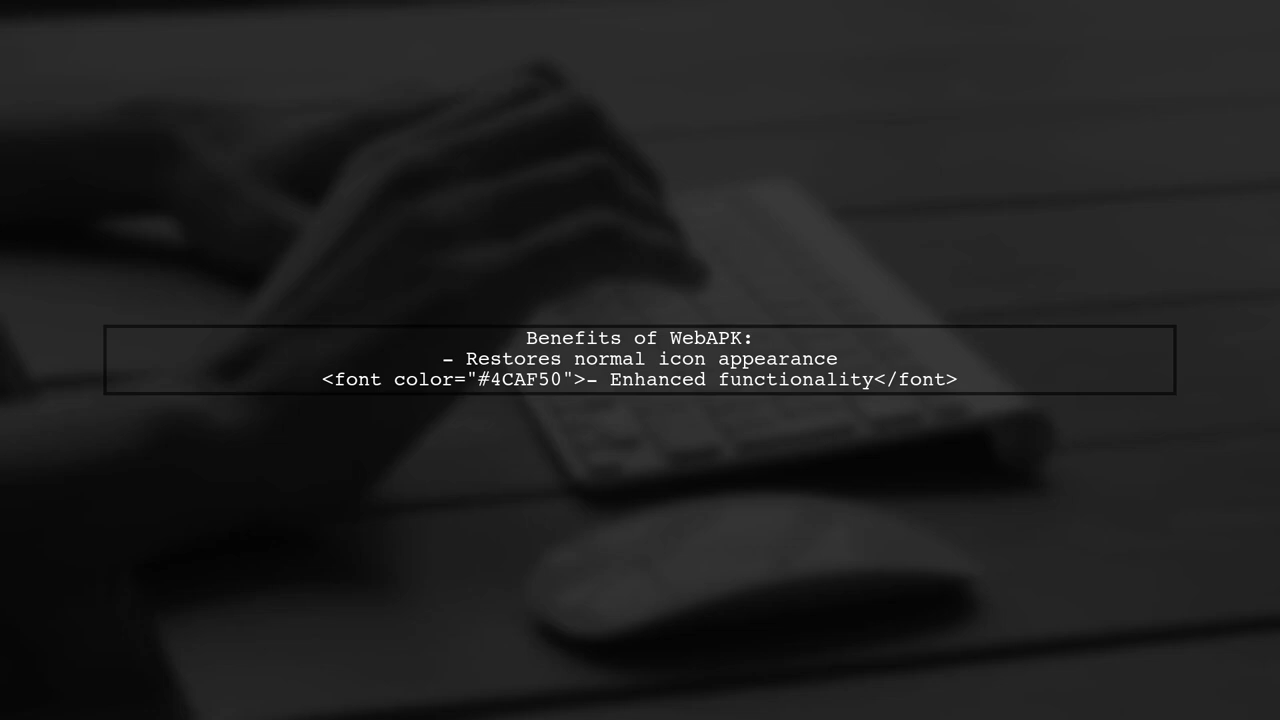 Benefits of WebAPK:
– Restores normal icon appearance
<font color="#4CAF50">– Enhanced functionality</font>